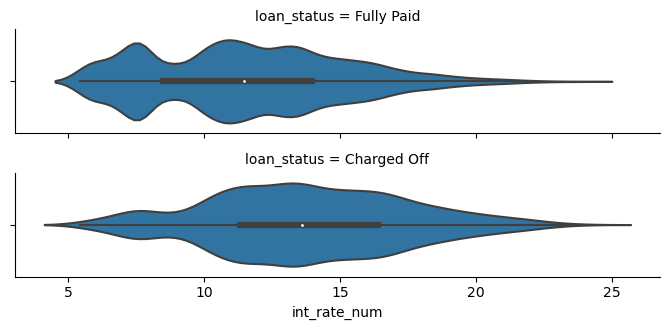 loan_status = Fully Paid
loan_status = Charged Off
5 10 15 20 25
int_rate_num